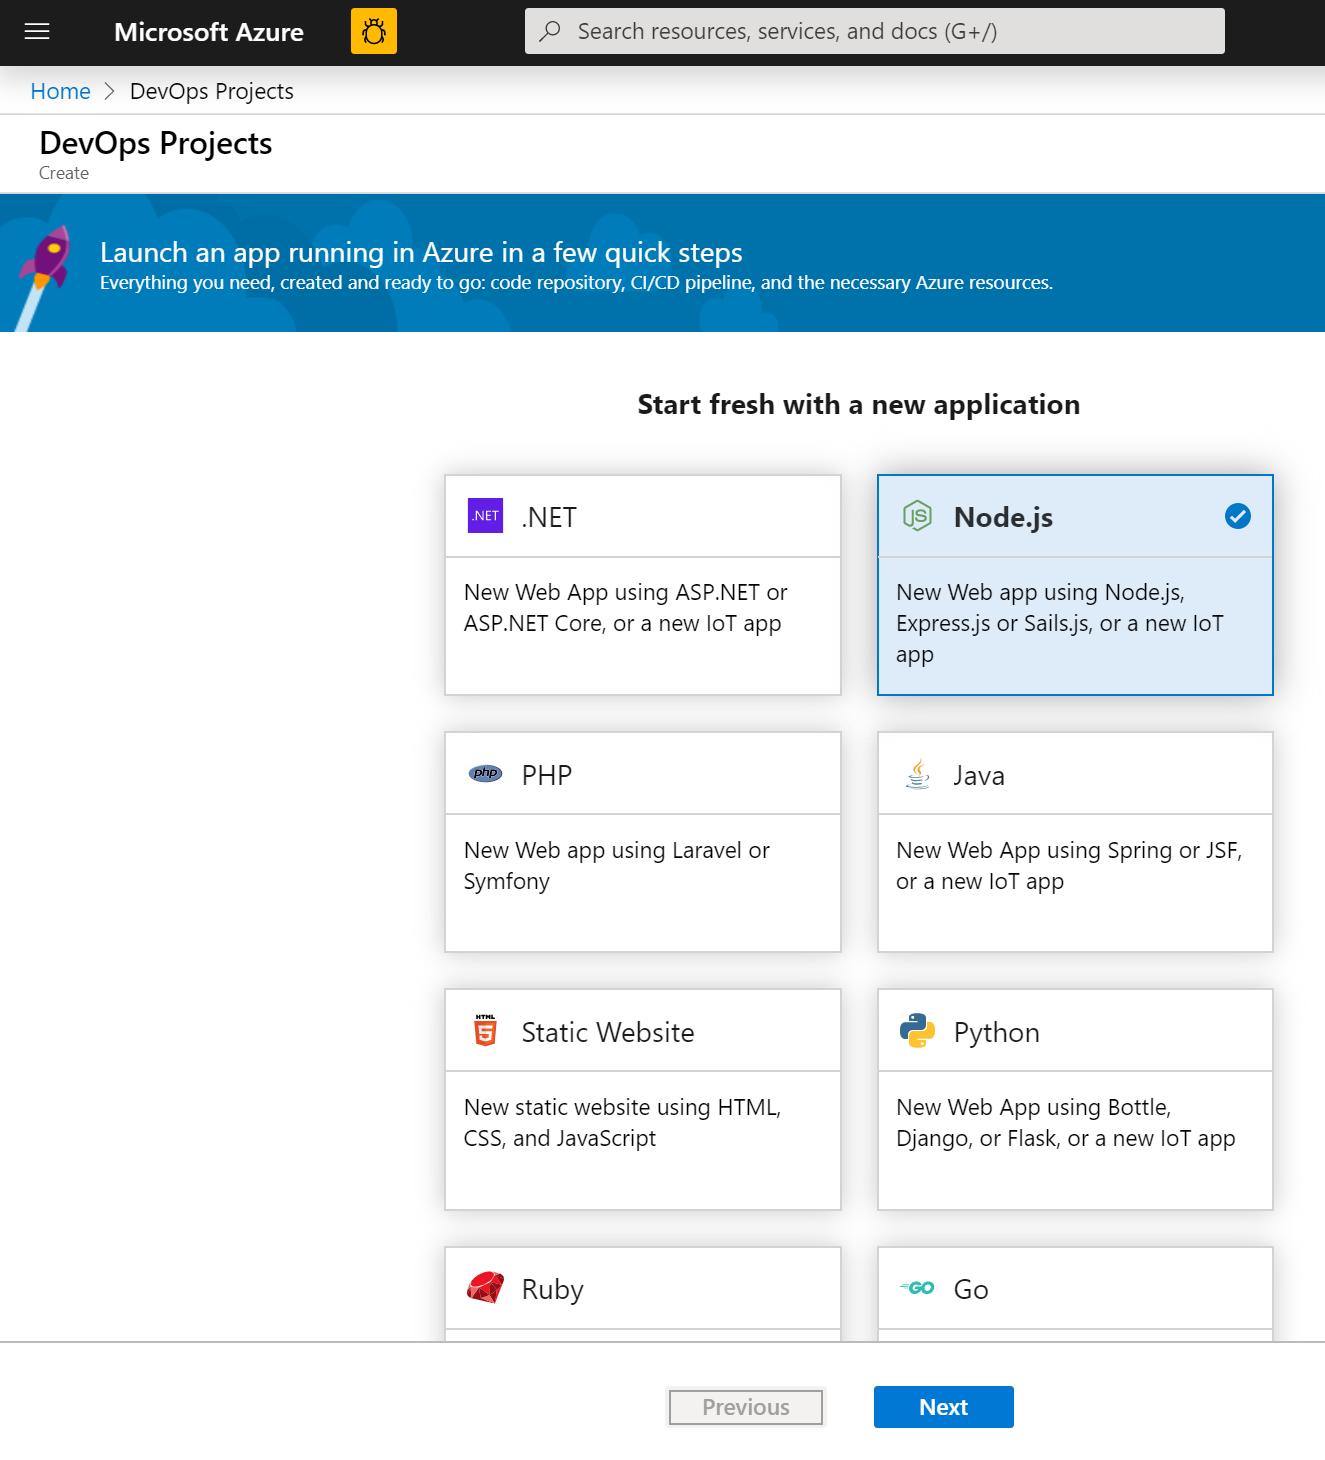 Microsoft Azure
Search resources, services, and docs (G+/)
Home > DevOps Projects
DevOps Projects
Create
Launch an app running in Azure in a few quick steps
Everything you need, created and ready to go: code repository, CI/CD pipeline, and the necessary Azure resources.
Start fresh with a new application
.NET .NET
New Web App using ASP.NET or
ASP.NET Core, or a new IoT app
JS Node.js
New Web app using Node.js,
Express.js or Sails.js, or a new IoT
app
php PHP
New Web app using Laravel or
Symfony
Java
New Web App using Spring or JSF,
or a new IoT app
HTML
5 Static Website
New static website using HTML,
CSS, and JavaScript
Python
New Web App using Bottle,
Django, or Flask, or a new IoT app
Ruby
GO Go
Previous
Next